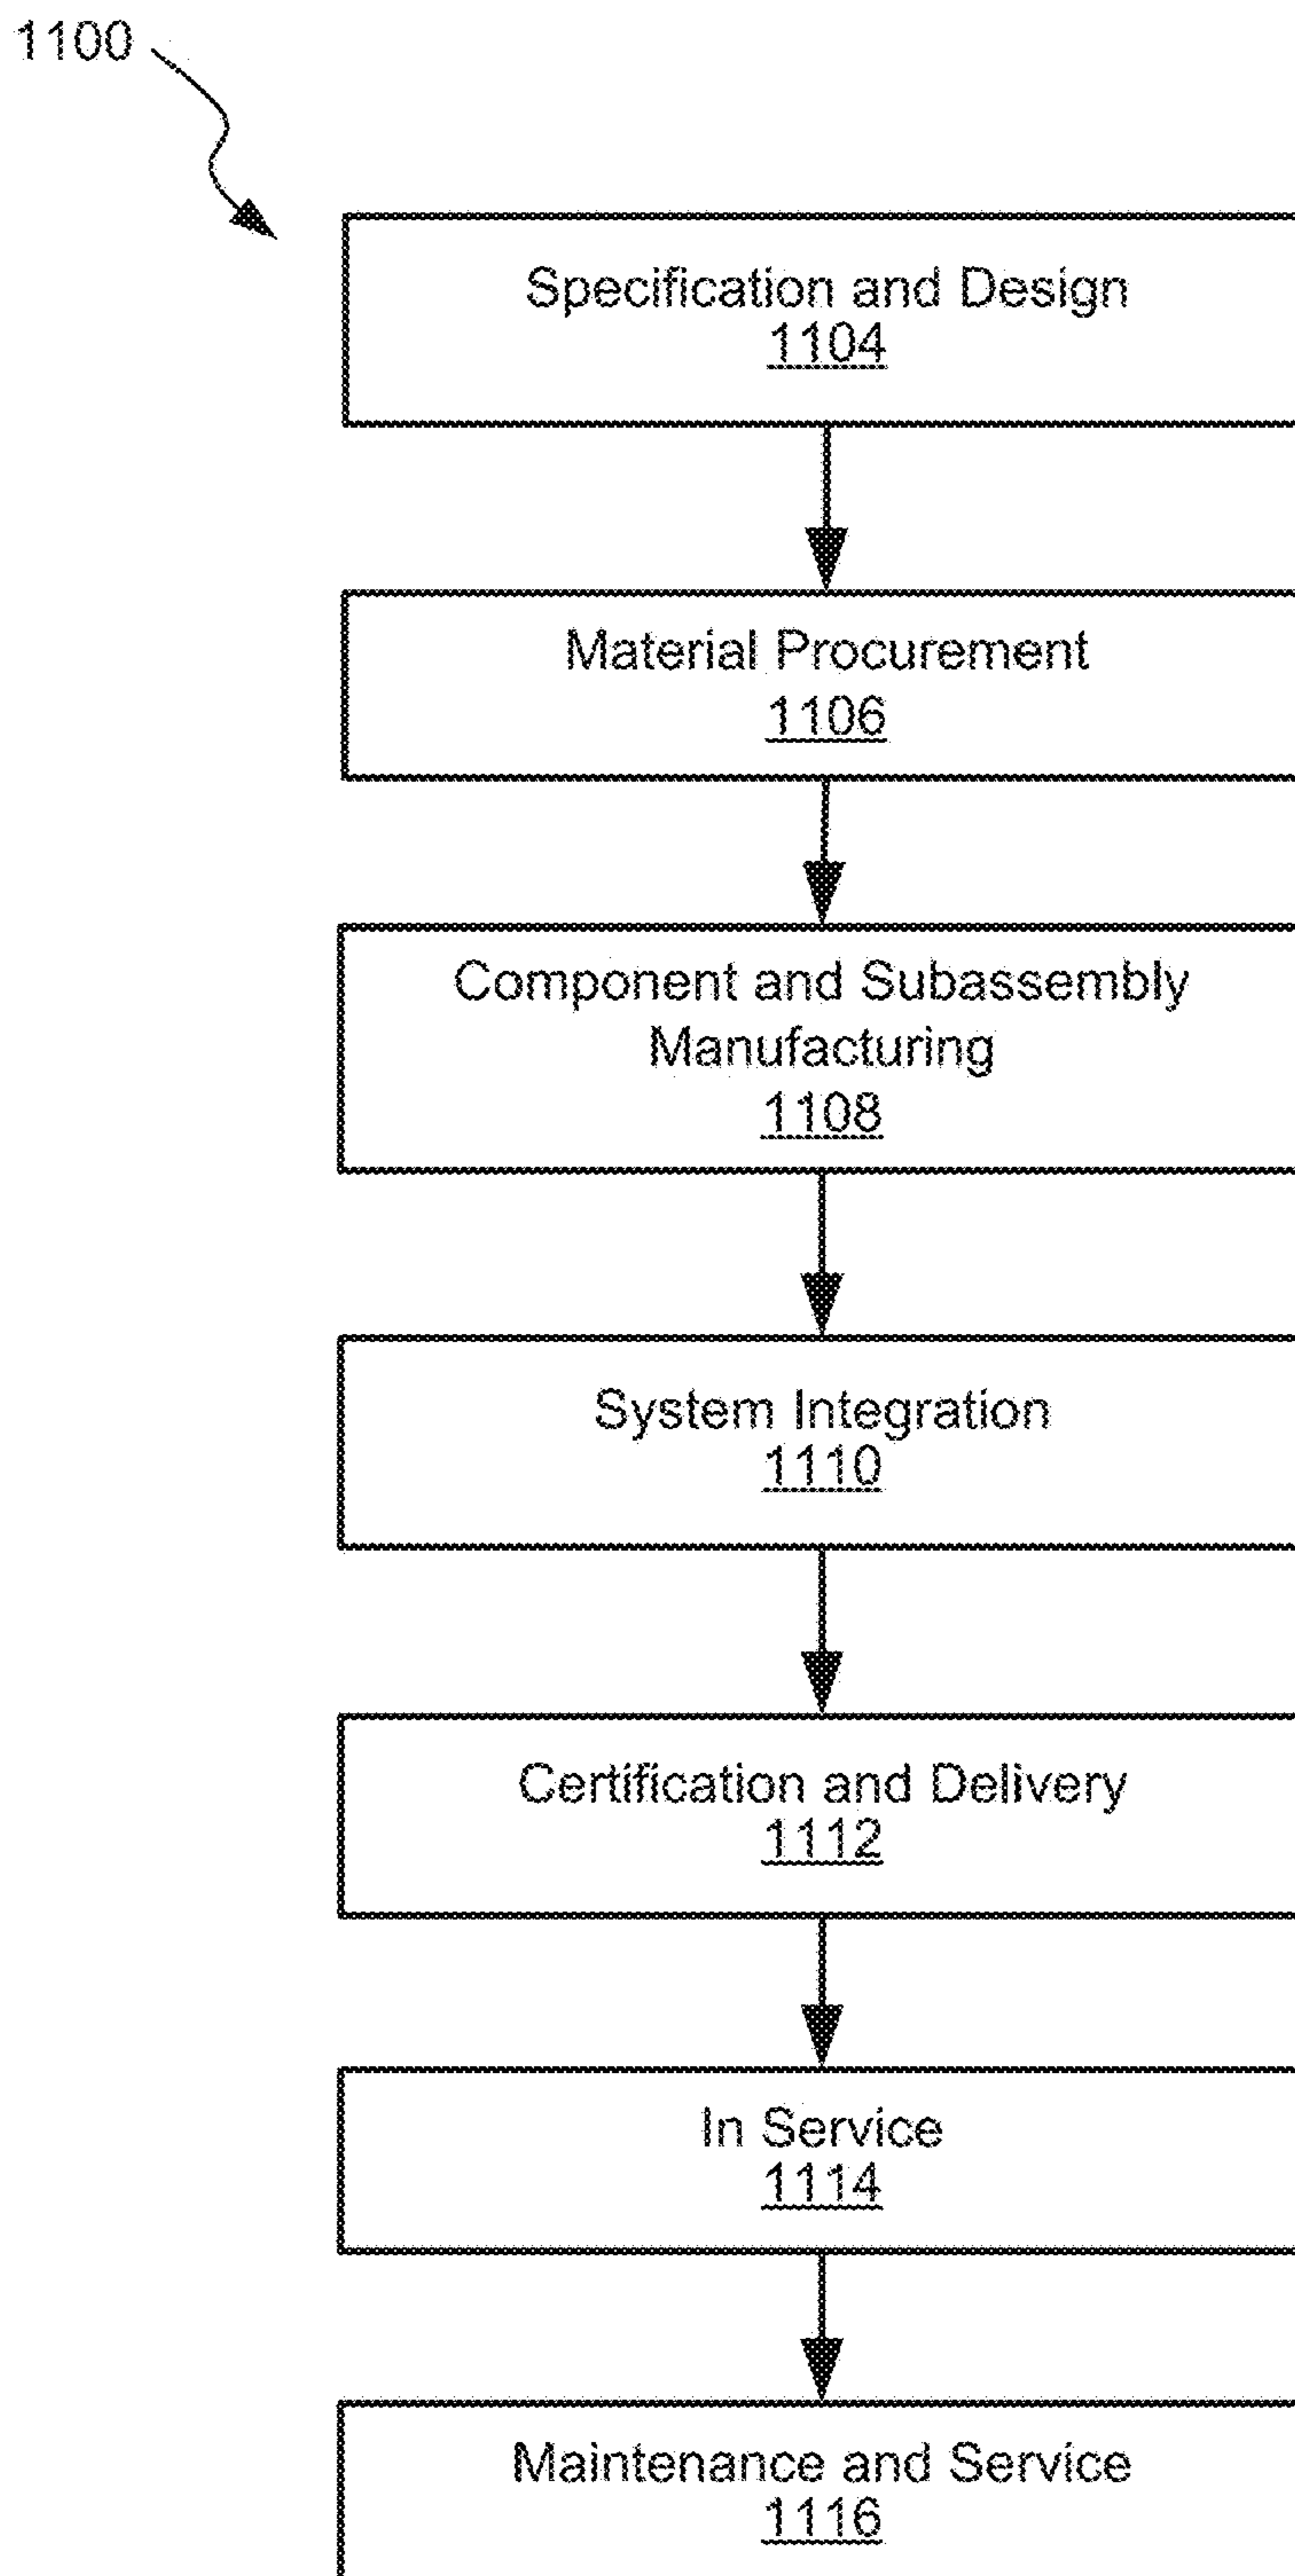 1100
Specification and Design
1104
Material Procurement
1106
Component and Subassembly
Manufacturing
1108
System Integration
1110
Certification and Delivery
1112
In Service
1114
Maintenance and Service
1116